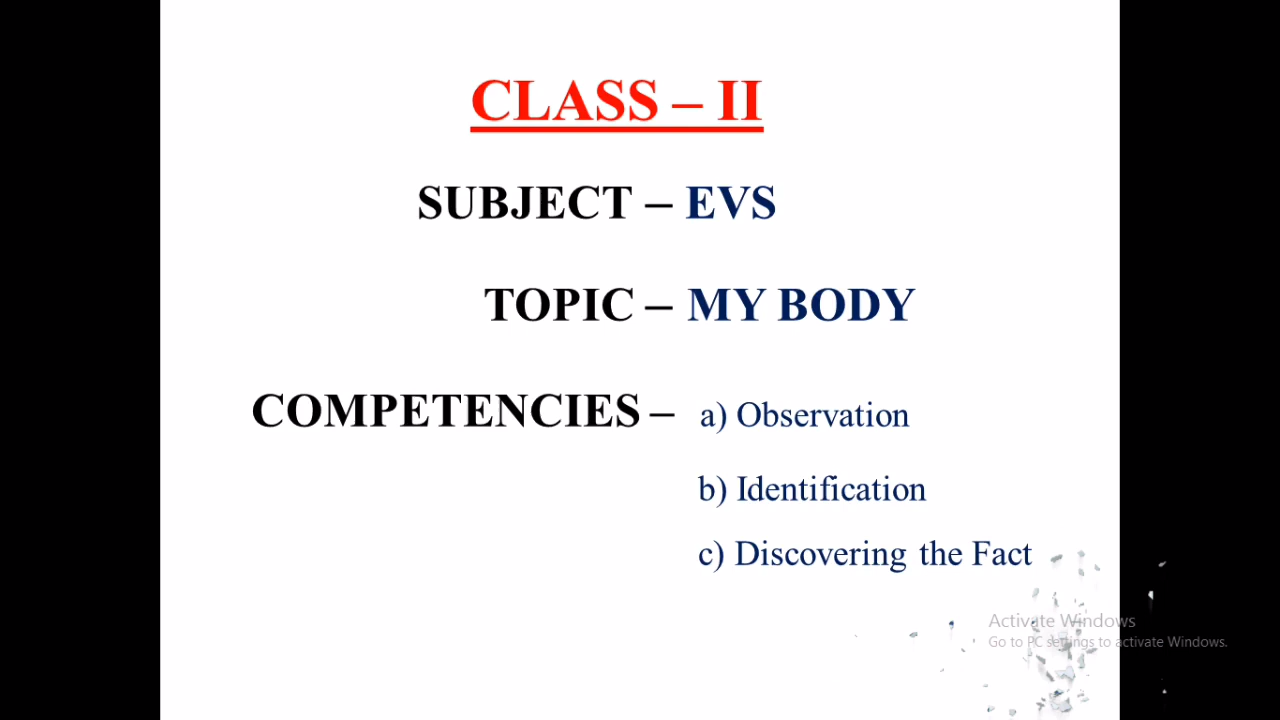 CLASS – II
SUBJECT – EVS
TOPIC – MY BODY
COMPETENCIES – a) Observation
b) Identification
c) Discovering the Fact
Activate Windows
Go to PC settings to activate Windows.